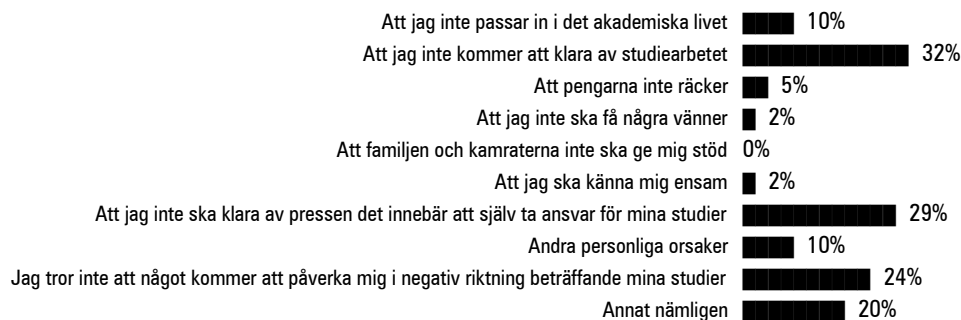 Att jag inte passar in i det akademiska livet 10%
Att jag inte kommer att klara av studiearbetet 32%
Att pengarna inte räcker 5%
Att jag inte ska få några vänner 2%
Att familjen och kamraterna inte ska ge mig stöd 0%
Att jag ska känna mig ensam 2%
Att jag inte ska klara av pressen det innebär att själv ta ansvar för mina studier 29%
Andra personliga orsaker 10%
Jag tror inte att något kommer att påverka mig i negativ riktning beträffande mina studier 24%
Annat nämligen 20%